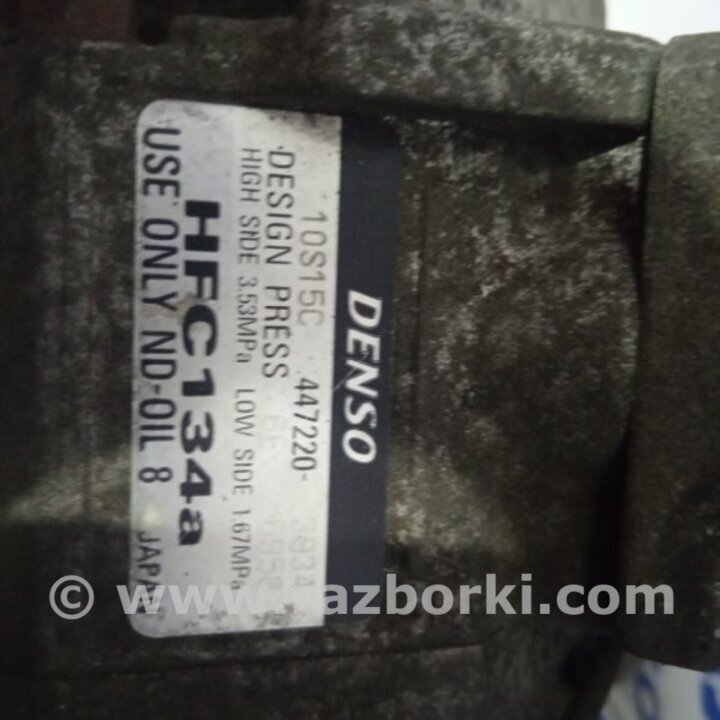 DENSO
10S15C 447220-3934
DESIGN PRESS
HIGH SIDE 3.53MPa LOW SIDE 1.67MPa
HFC134a
USE ONLY ND-OIL 8 JAPAN
© www.razborki.com